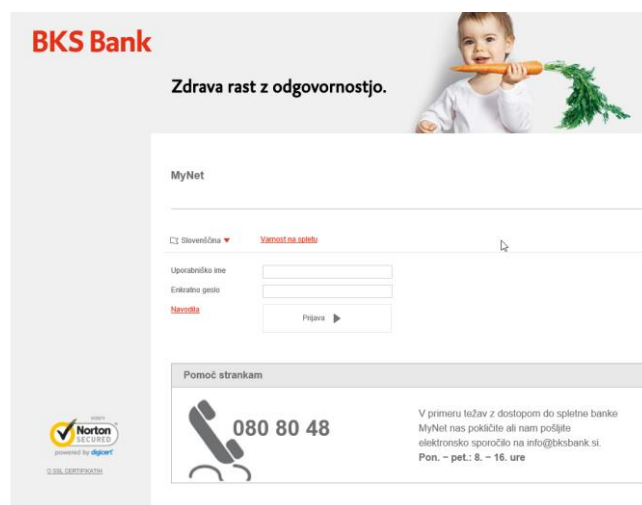 BKS Bank
Zdrava rast z odgovornostjo.
MyNet
Slovenščina
Varnost na spletu
Uporabniško ime
Enkratno geslo
Navodila
Prijava
Pomoč strankam
080 80 48
V primeru težav z dostopom do spletne banke
MyNet nas pokličite ali nam pošljite
elektronsko sporočilo na info@bksbank.si.
Pon. – pet.: 8. – 16. ure
Norton
SECURED
powered by digicert
O SSL CERTIFIKATIH